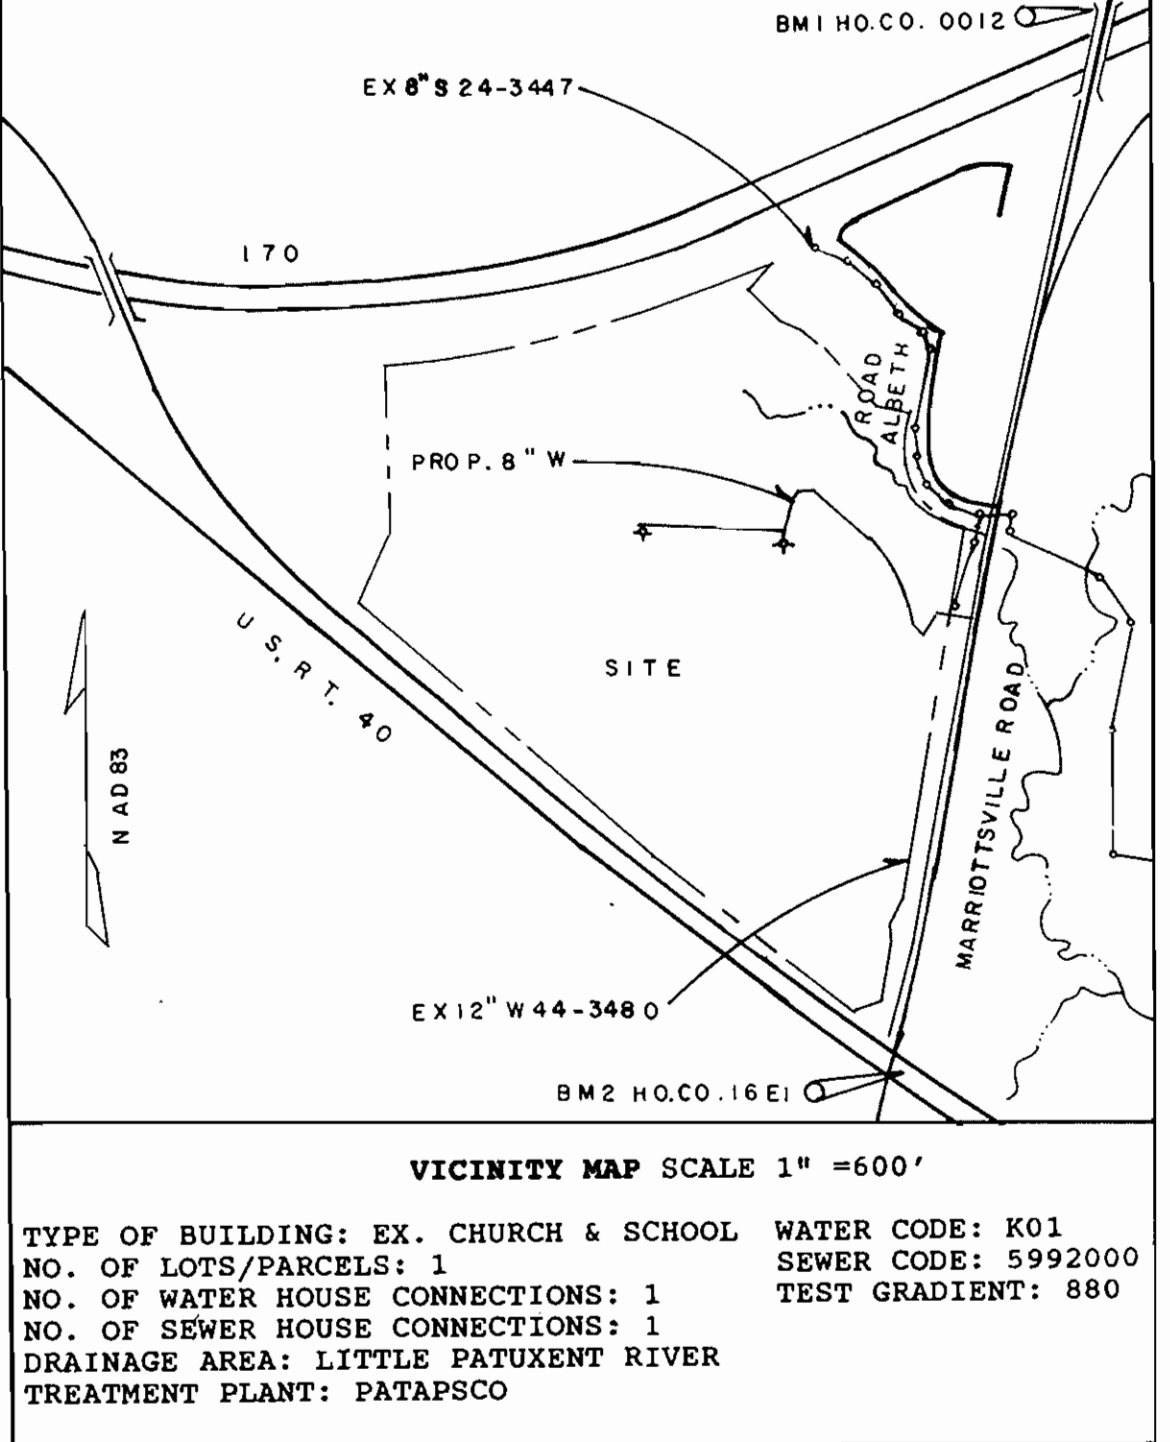 BM1 HO.CO. 0012
EX 8" S 24-3447
170
ROAD
ALBETH
PROP. 8" W
U.S. RT. 40
SITE
NAD83
MARRIOTTSVILLE ROAD
EX 12" W 44-3480
BM2 HO.CO. 16E1
VICINITY MAP SCALE 1" =600'
TYPE OF BUILDING: EX. CHURCH & SCHOOL WATER CODE: K01
NO. OF LOTS/PARCELS: 1 SEWER CODE: 5992000
NO. OF WATER HOUSE CONNECTIONS: 1 TEST GRADIENT: 880
NO. OF SEWER HOUSE CONNECTIONS: 1
DRAINAGE AREA: LITTLE PATUXENT RIVER
TREATMENT PLANT: PATAPSCO